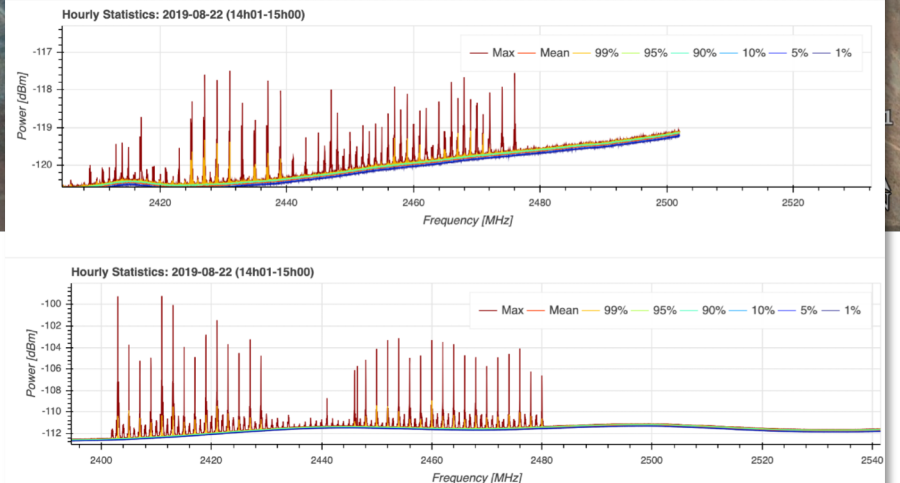 Hourly Statistics: 2019-08-22 (14h01-15h00)
Max Mean 99% 95% 90% 10% 5% 1%
Power [dBm]
-117
-118
-119
-120
2420 2440 2460 2480 2500 2520
Frequency [MHz]
Hourly Statistics: 2019-08-22 (14h01-15h00)
Max Mean 99% 95% 90% 10% 5% 1%
Power [dBm]
-100
-102
-104
-106
-108
-110
-112
2400 2420 2440 2460 2480 2500 2520 2540
Frequency [MHz]